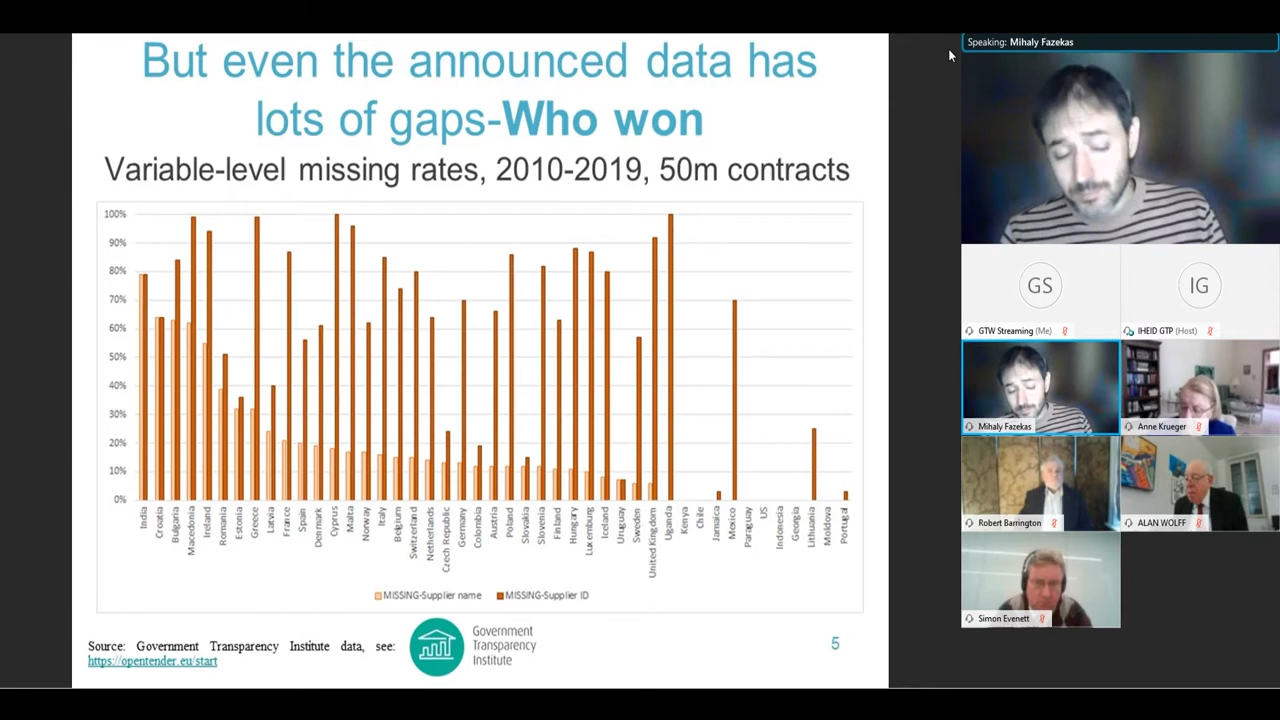 But even the announced data has
lots of gaps-Who won
Variable-level missing rates, 2010-2019, 50m contracts
100%
90%
80%
70%
60%
50%
40%
30%
20%
10%
0%
India
Croatia
Bulgaria
Macedonia
Ireland
Romania
Estonia
Greece
Latvia
France
Spain
Denmark
Cyprus
Malta
Norway
Italy
Belgium
Switzerland
Netherlands
Czech Republic
Germany
Colombia
Austria
Poland
Slovakia
Slovenia
Finland
Hungary
Luxemburg
Iceland
Uruguay
Sweden
United Kingdom
Uganda
Kenya
Chile
Jamaica
Mexico
Paraguay
US
Indonesia
Georgia
Lithuania
Moldova
Portugal
MISSING-Supplier name MISSING-Supplier ID
Source: Government Transparency Institute data, see:
https://opentender.eu/start
Government
Transparency
Institute
5
Speaking: Mihaly Fazekas
GS
IG
GTW Streaming (Me)
IHEID GTP (Host)
Mihaly Fazekas
Anne Krueger
Robert Barrington
ALAN WOLFF
Simon Evenett